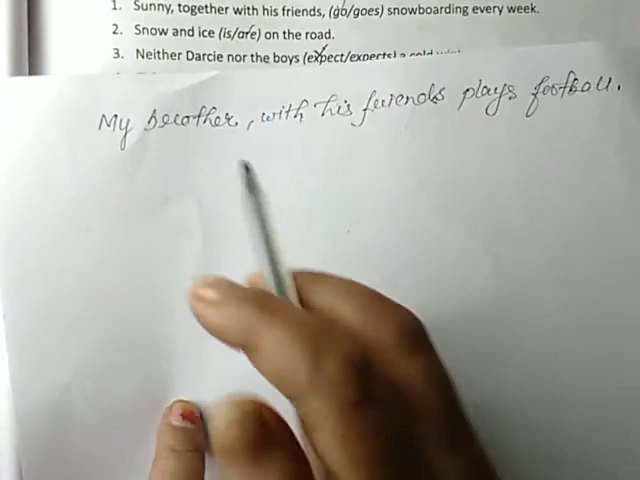 1. Sunny, together with his friends, (go/goes) snowboarding every week.
2. Snow and ice (is/are) on the road.
3. Neither Darcie nor the boys (expect/expects) a cold
My brother, with his friends plays football.